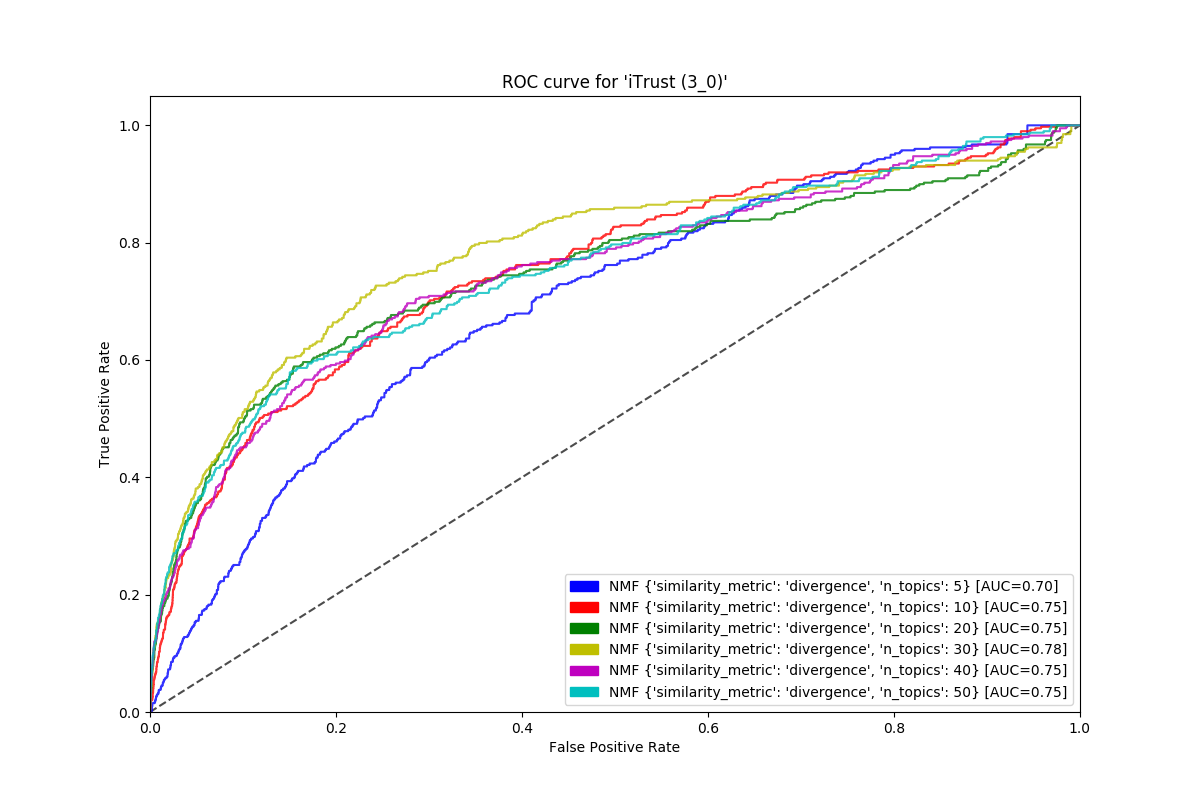 ROC curve for 'iTrust (3_0)'
1.0
0.8
0.6
0.4
0.2
0.0
True Positive Rate
0.0 0.2 0.4 0.6 0.8 1.0
False Positive Rate
NMF {'similarity_metric': 'divergence', 'n_topics': 5} [AUC=0.70]
NMF {'similarity_metric': 'divergence', 'n_topics': 10} [AUC=0.75]
NMF {'similarity_metric': 'divergence', 'n_topics': 20} [AUC=0.75]
NMF {'similarity_metric': 'divergence', 'n_topics': 30} [AUC=0.78]
NMF {'similarity_metric': 'divergence', 'n_topics': 40} [AUC=0.75]
NMF {'similarity_metric': 'divergence', 'n_topics': 50} [AUC=0.75]